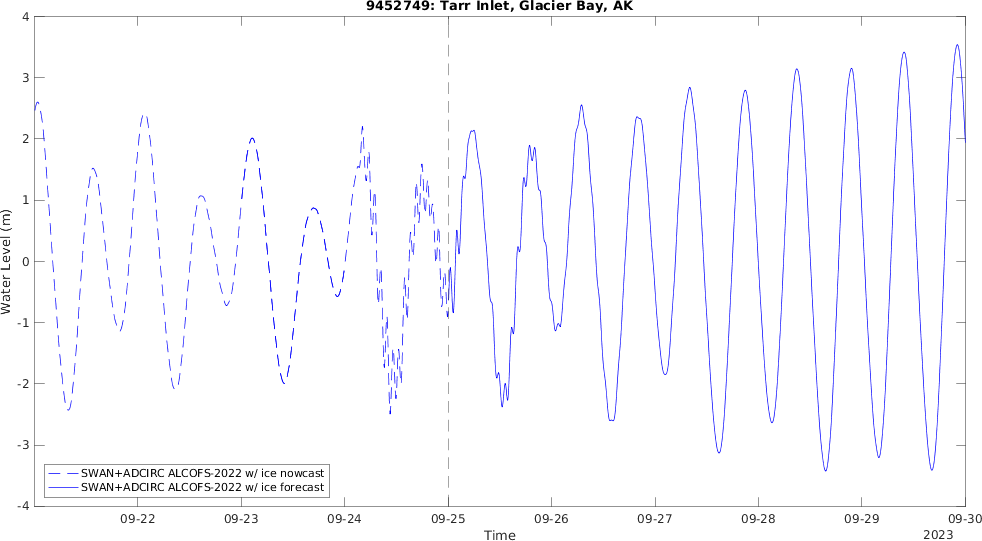 9452749: Tarr Inlet, Glacier Bay, AK
4
3
2
1
0
-1
-2
-3
-4
Water Level (m)
SWAN+ADCIRC ALCOFS-2022 w/ ice nowcast
SWAN+ADCIRC ALCOFS-2022 w/ ice forecast
09-22 09-23 09-24 09-25 09-26 09-27 09-28 09-29 09-30
Time
2023